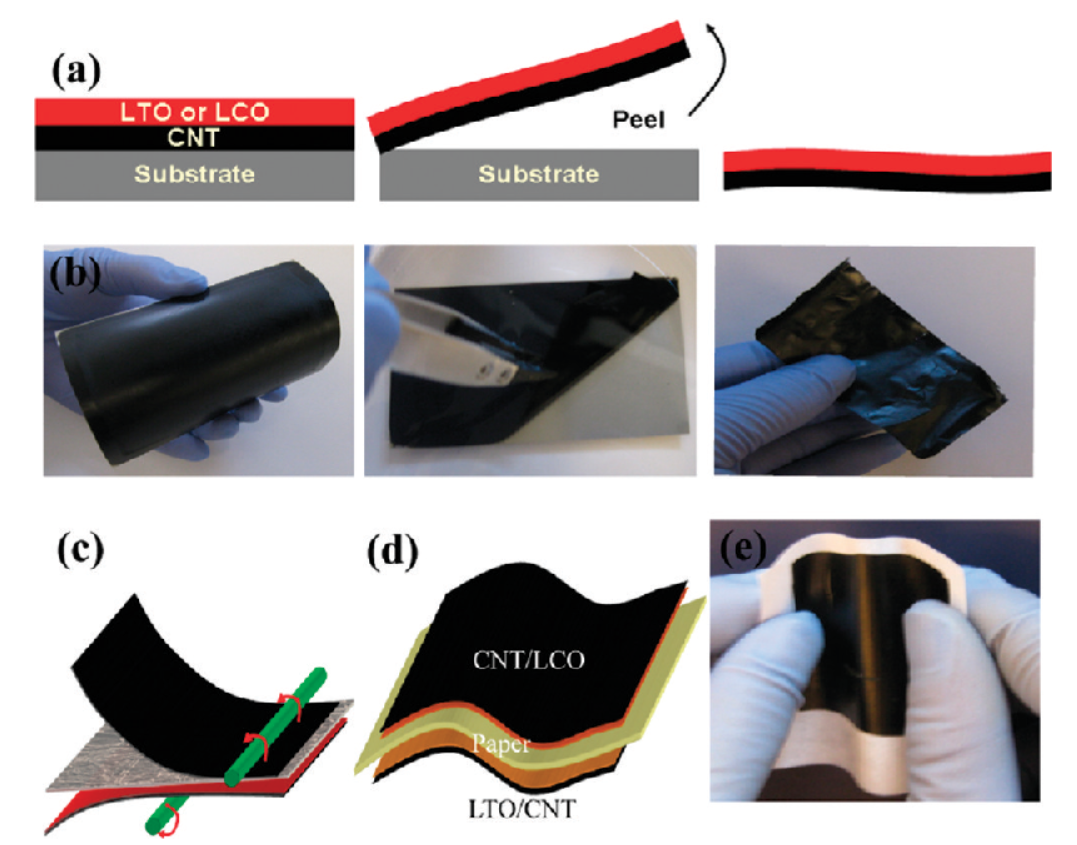 (a)
LTO or LCO
CNT
Substrate
Peel
Substrate
(b)
(c)
(d)
CNT/LCO
Paper
LTO/CNT
(e)